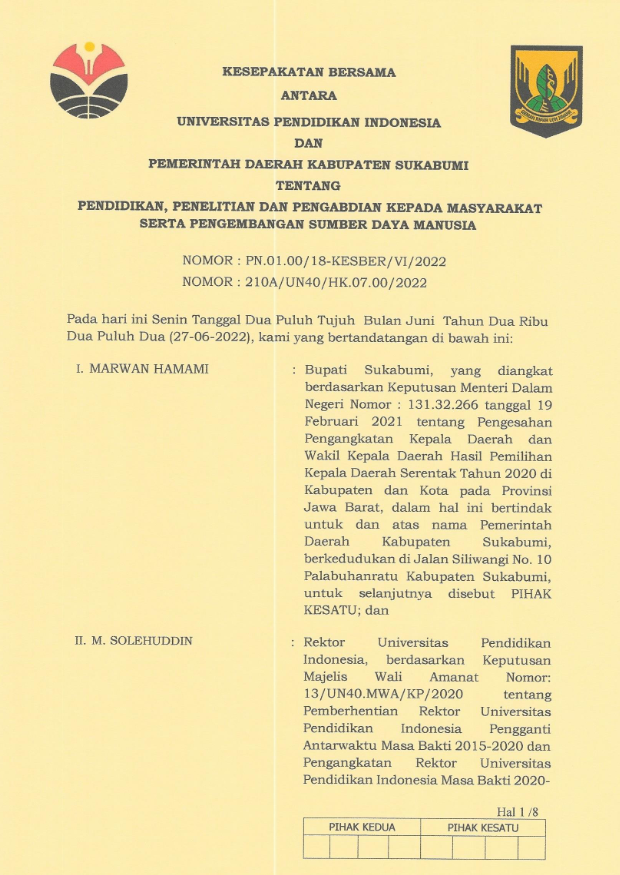 KESEPAKATAN BERSAMA
ANTARA
UNIVERSITAS PENDIDIKAN INDONESIA
DAN
PEMERINTAH DAERAH KABUPATEN SUKABUMI
TENTANG
PENDIDIKAN, PENELITIAN DAN PENGABDIAN KEPADA MASYARAKAT
SERTA PENGEMBANGAN SUMBER DAYA MANUSIA
NOMOR : PN.01.00/18-KESBER/VI/2022
NOMOR : 210A/UN40/HK.07.00/2022
Pada hari ini Senin Tanggal Dua Puluh Tujuh Bulan Juni Tahun Dua Ribu
Dua Puluh Dua (27-06-2022), kami yang bertandatangan di bawah ini:
I. MARWAN HAMAMI : Bupati Sukabumi, yang diangkat
berdasarkan Keputusan Menteri Dalam
Negeri Nomor : 131.32.266 tanggal 19
Februari 2021 tentang Pengesahan
Pengangkatan Kepala Daerah dan
Wakil Kepala Daerah Hasil Pemilihan
Kepala Daerah Serentak Tahun 2020 di
Kabupaten dan Kota pada Provinsi
Jawa Barat, dalam hal ini bertindak
untuk dan atas nama Pemerintah
Daerah Kabupaten Sukabumi,
berkedudukan di Jalan Siliwangi No. 10
Palabuhanratu Kabupaten Sukabumi,
untuk selanjutnya disebut PIHAK
KESATU; dan
II. M. SOLEHUDDIN : Rektor Universitas Pendidikan
Indonesia, berdasarkan Keputusan
Majelis Wali Amanat Nomor:
13/UN40.MWA/KP/2020 tentang
Pemberhentian Rektor Universitas
Pendidikan Indonesia Pengganti
Antarwaktu Masa Bakti 2015-2020 dan
Pengangkatan Rektor Universitas
Pendidikan Indonesia Masa Bakti 2020-
Hal 1 /8
PIHAK KEDUA PIHAK KESATU